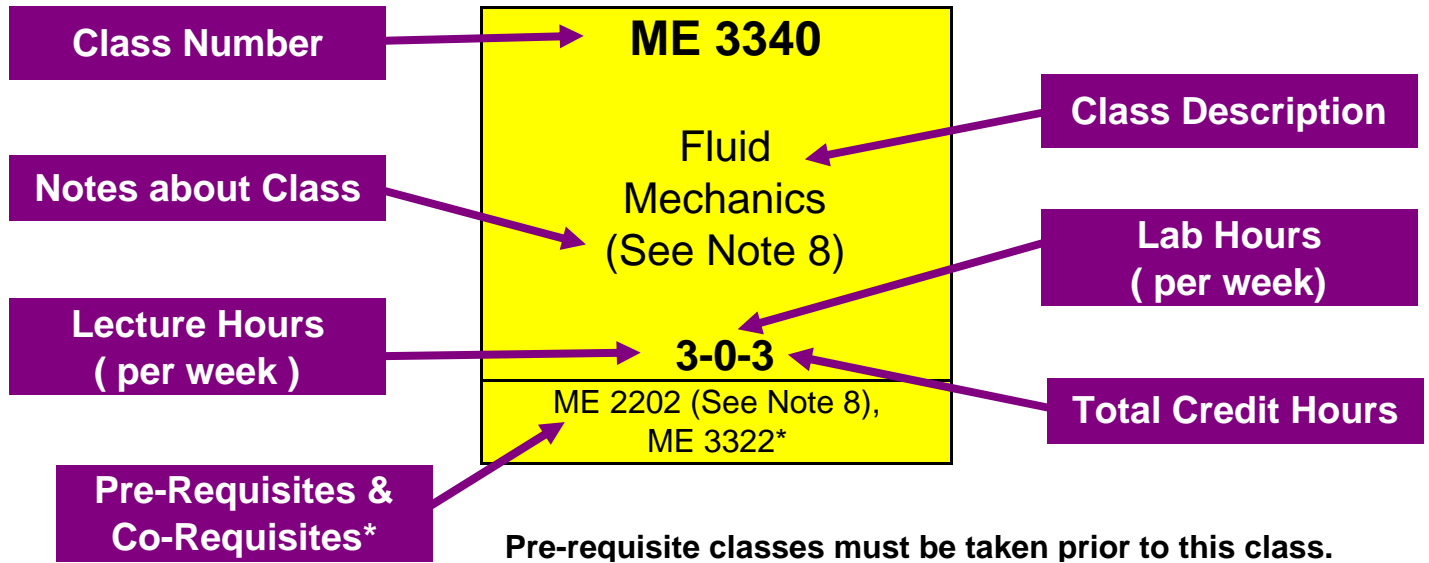 Class Number
ME 3340
Class Description
Fluid
Mechanics
(See Note 8)
Notes about Class
Lab Hours
( per week)
Lecture Hours
( per week )
3-0-3
Total Credit Hours
ME 2202 (See Note 8),
ME 3322*
Pre-Requisites &
Co-Requisites*
Pre-requisite classes must be taken prior to this class.